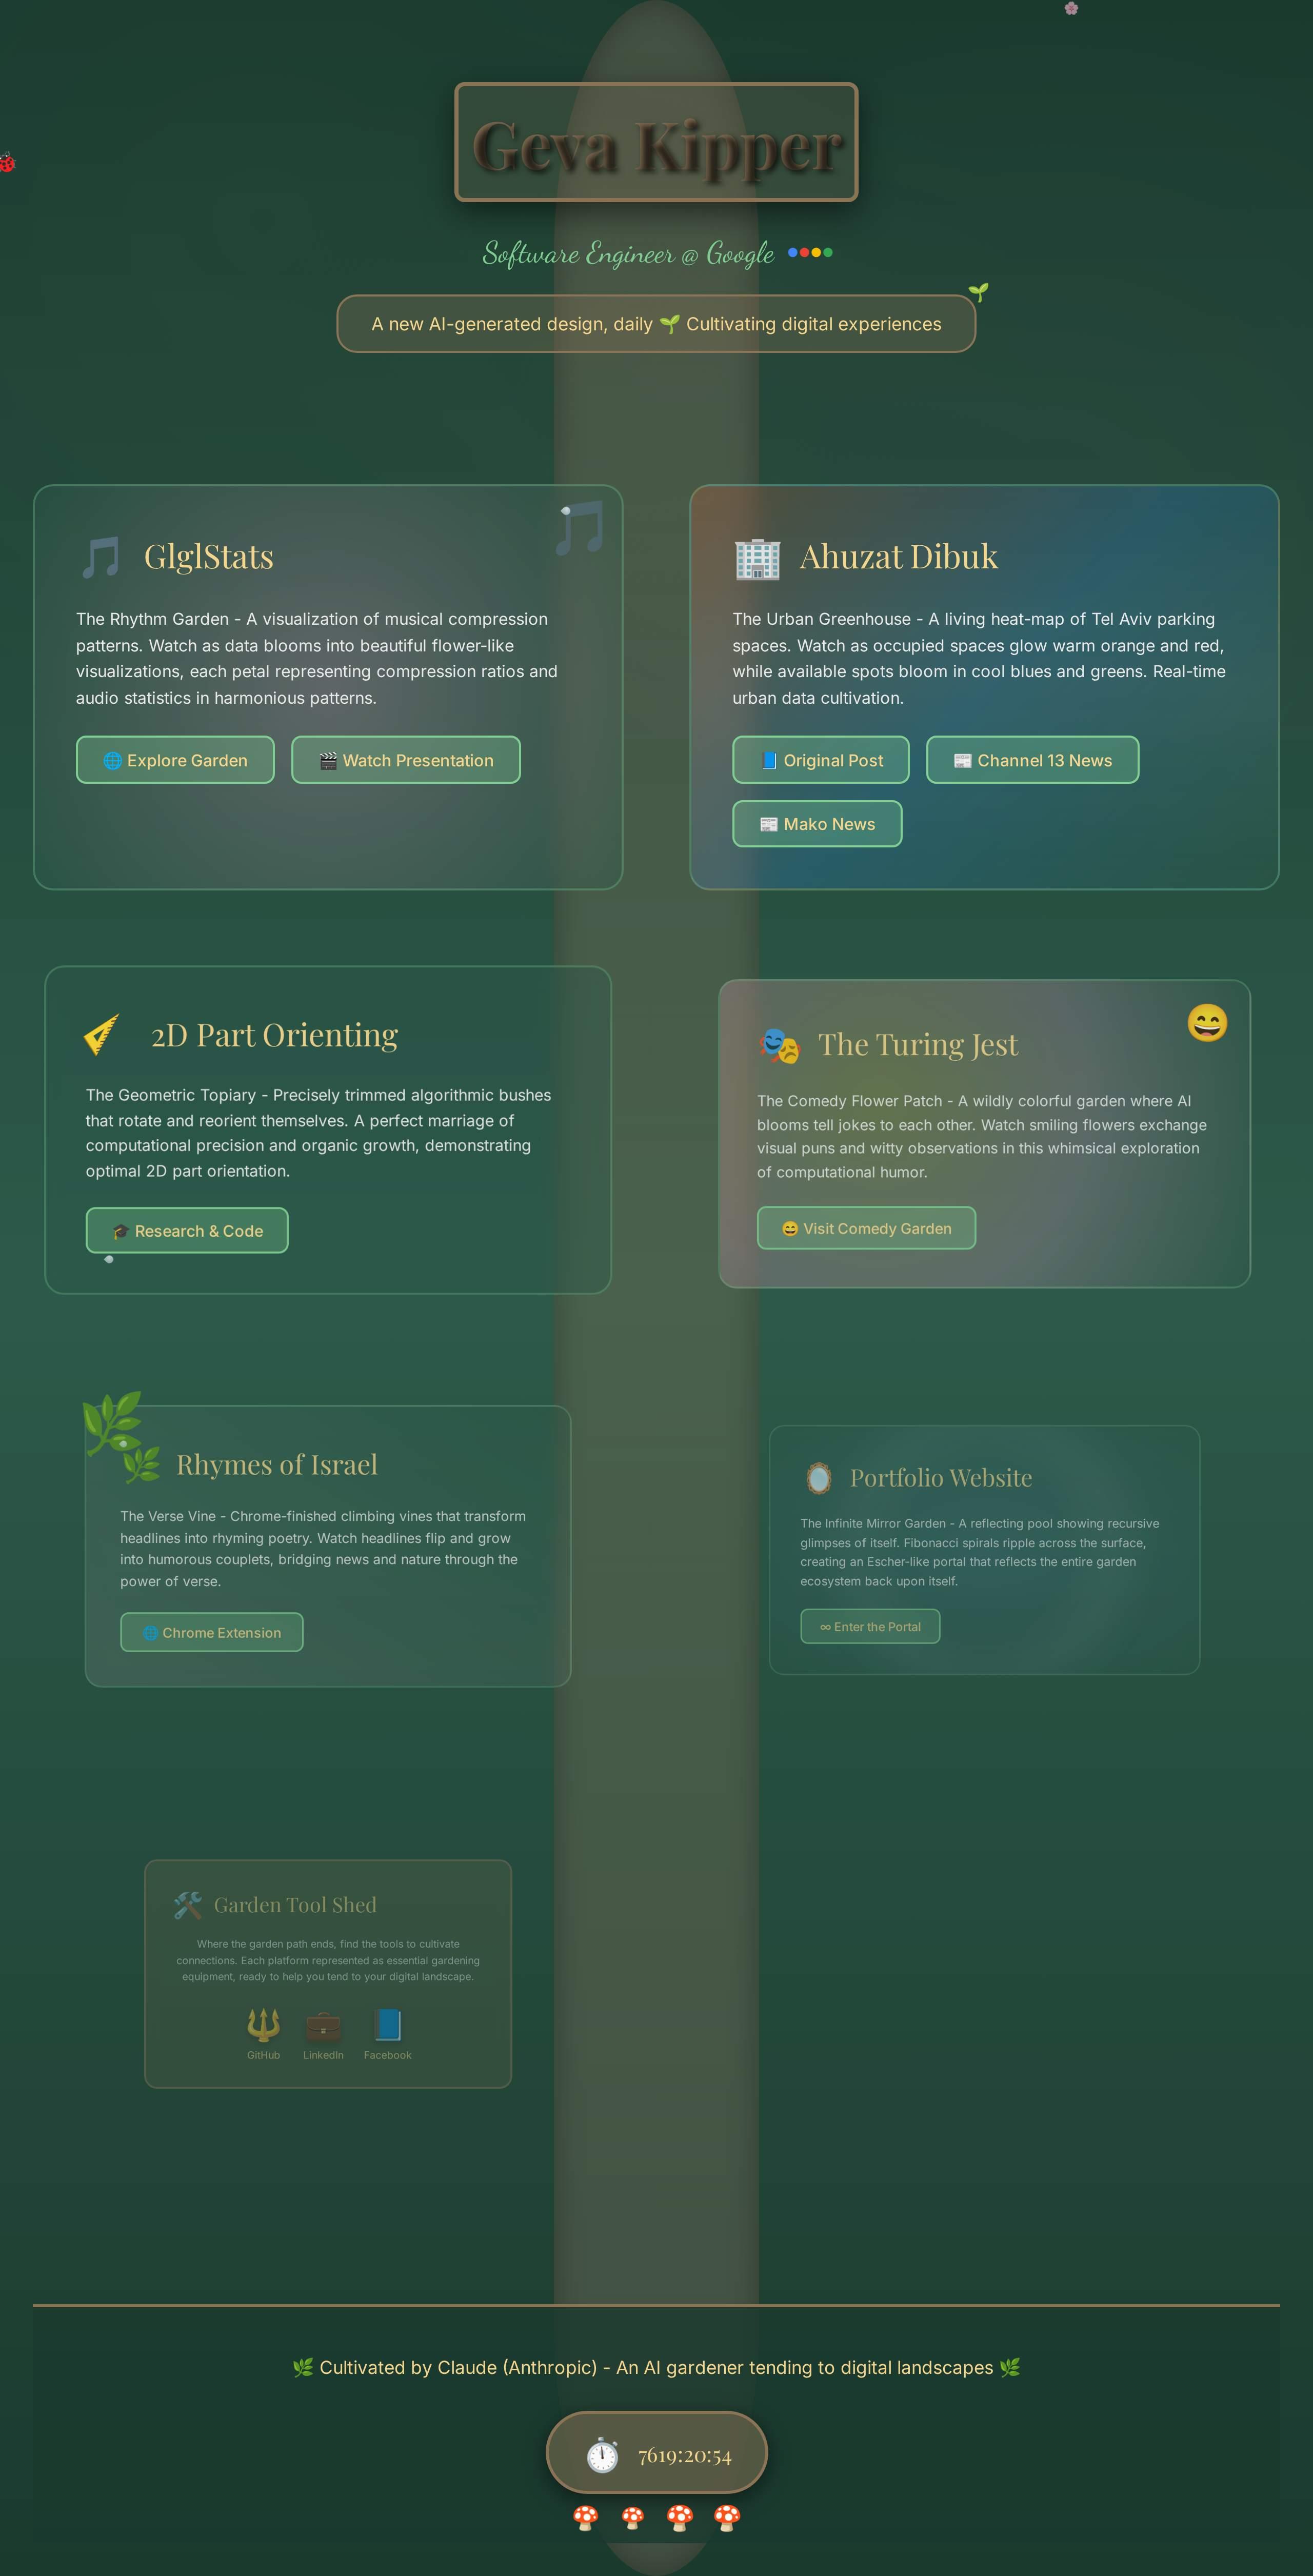 Geva Kipper
Software Engineer @ Google
A new AI-generated design, daily 🌱 Cultivating digital experiences
GlglStats
The Rhythm Garden - A visualization of musical compression
patterns. Watch as data blooms into beautiful flower-like
visualizations, each petal representing compression ratios and
audio statistics in harmonious patterns.
🌐 Explore Garden
🎬 Watch Presentation
Ahuzat Dibuk
The Urban Greenhouse - A living heat-map of Tel Aviv parking
spaces. Watch as occupied spaces glow warm orange and red,
while available spots bloom in cool blues and greens. Real-time
urban data cultivation.
📘 Original Post
📰 Channel 13 News
📰 Mako News
2D Part Orienting
The Geometric Topiary - Precisely trimmed algorithmic bushes
that rotate and reorient themselves. A perfect marriage of
computational precision and organic growth, demonstrating
optimal 2D part orientation.
🎓 Research & Code
The Turing Jest
The Comedy Flower Patch - A wildly colorful garden where AI
blooms tell jokes to each other. Watch smiling flowers exchange
visual puns and witty observations in this whimsical exploration
of computational humor.
😄 Visit Comedy Garden
Rhymes of Israel
The Verse Vine - Chrome-finished climbing vines that transform
headlines into rhyming poetry. Watch headlines flip and grow
into humorous couplets, bridging news and nature through the
power of verse.
🌐 Chrome Extension
Portfolio Website
The Infinite Mirror Garden - A reflecting pool showing recursive
glimpses of itself. Fibonacci spirals ripple across the surface,
creating an Escher-like portal that reflects the entire garden
ecosystem back upon itself.
∞ Enter the Portal
Garden Tool Shed
Where the garden path ends, find the tools to cultivate
connections. Each platform represented as essential gardening
equipment, ready to help you tend to your digital landscape.
GitHub
LinkedIn
Facebook
🌿 Cultivated by Claude (Anthropic) - An AI gardener tending to digital landscapes 🌿
7619:20:54